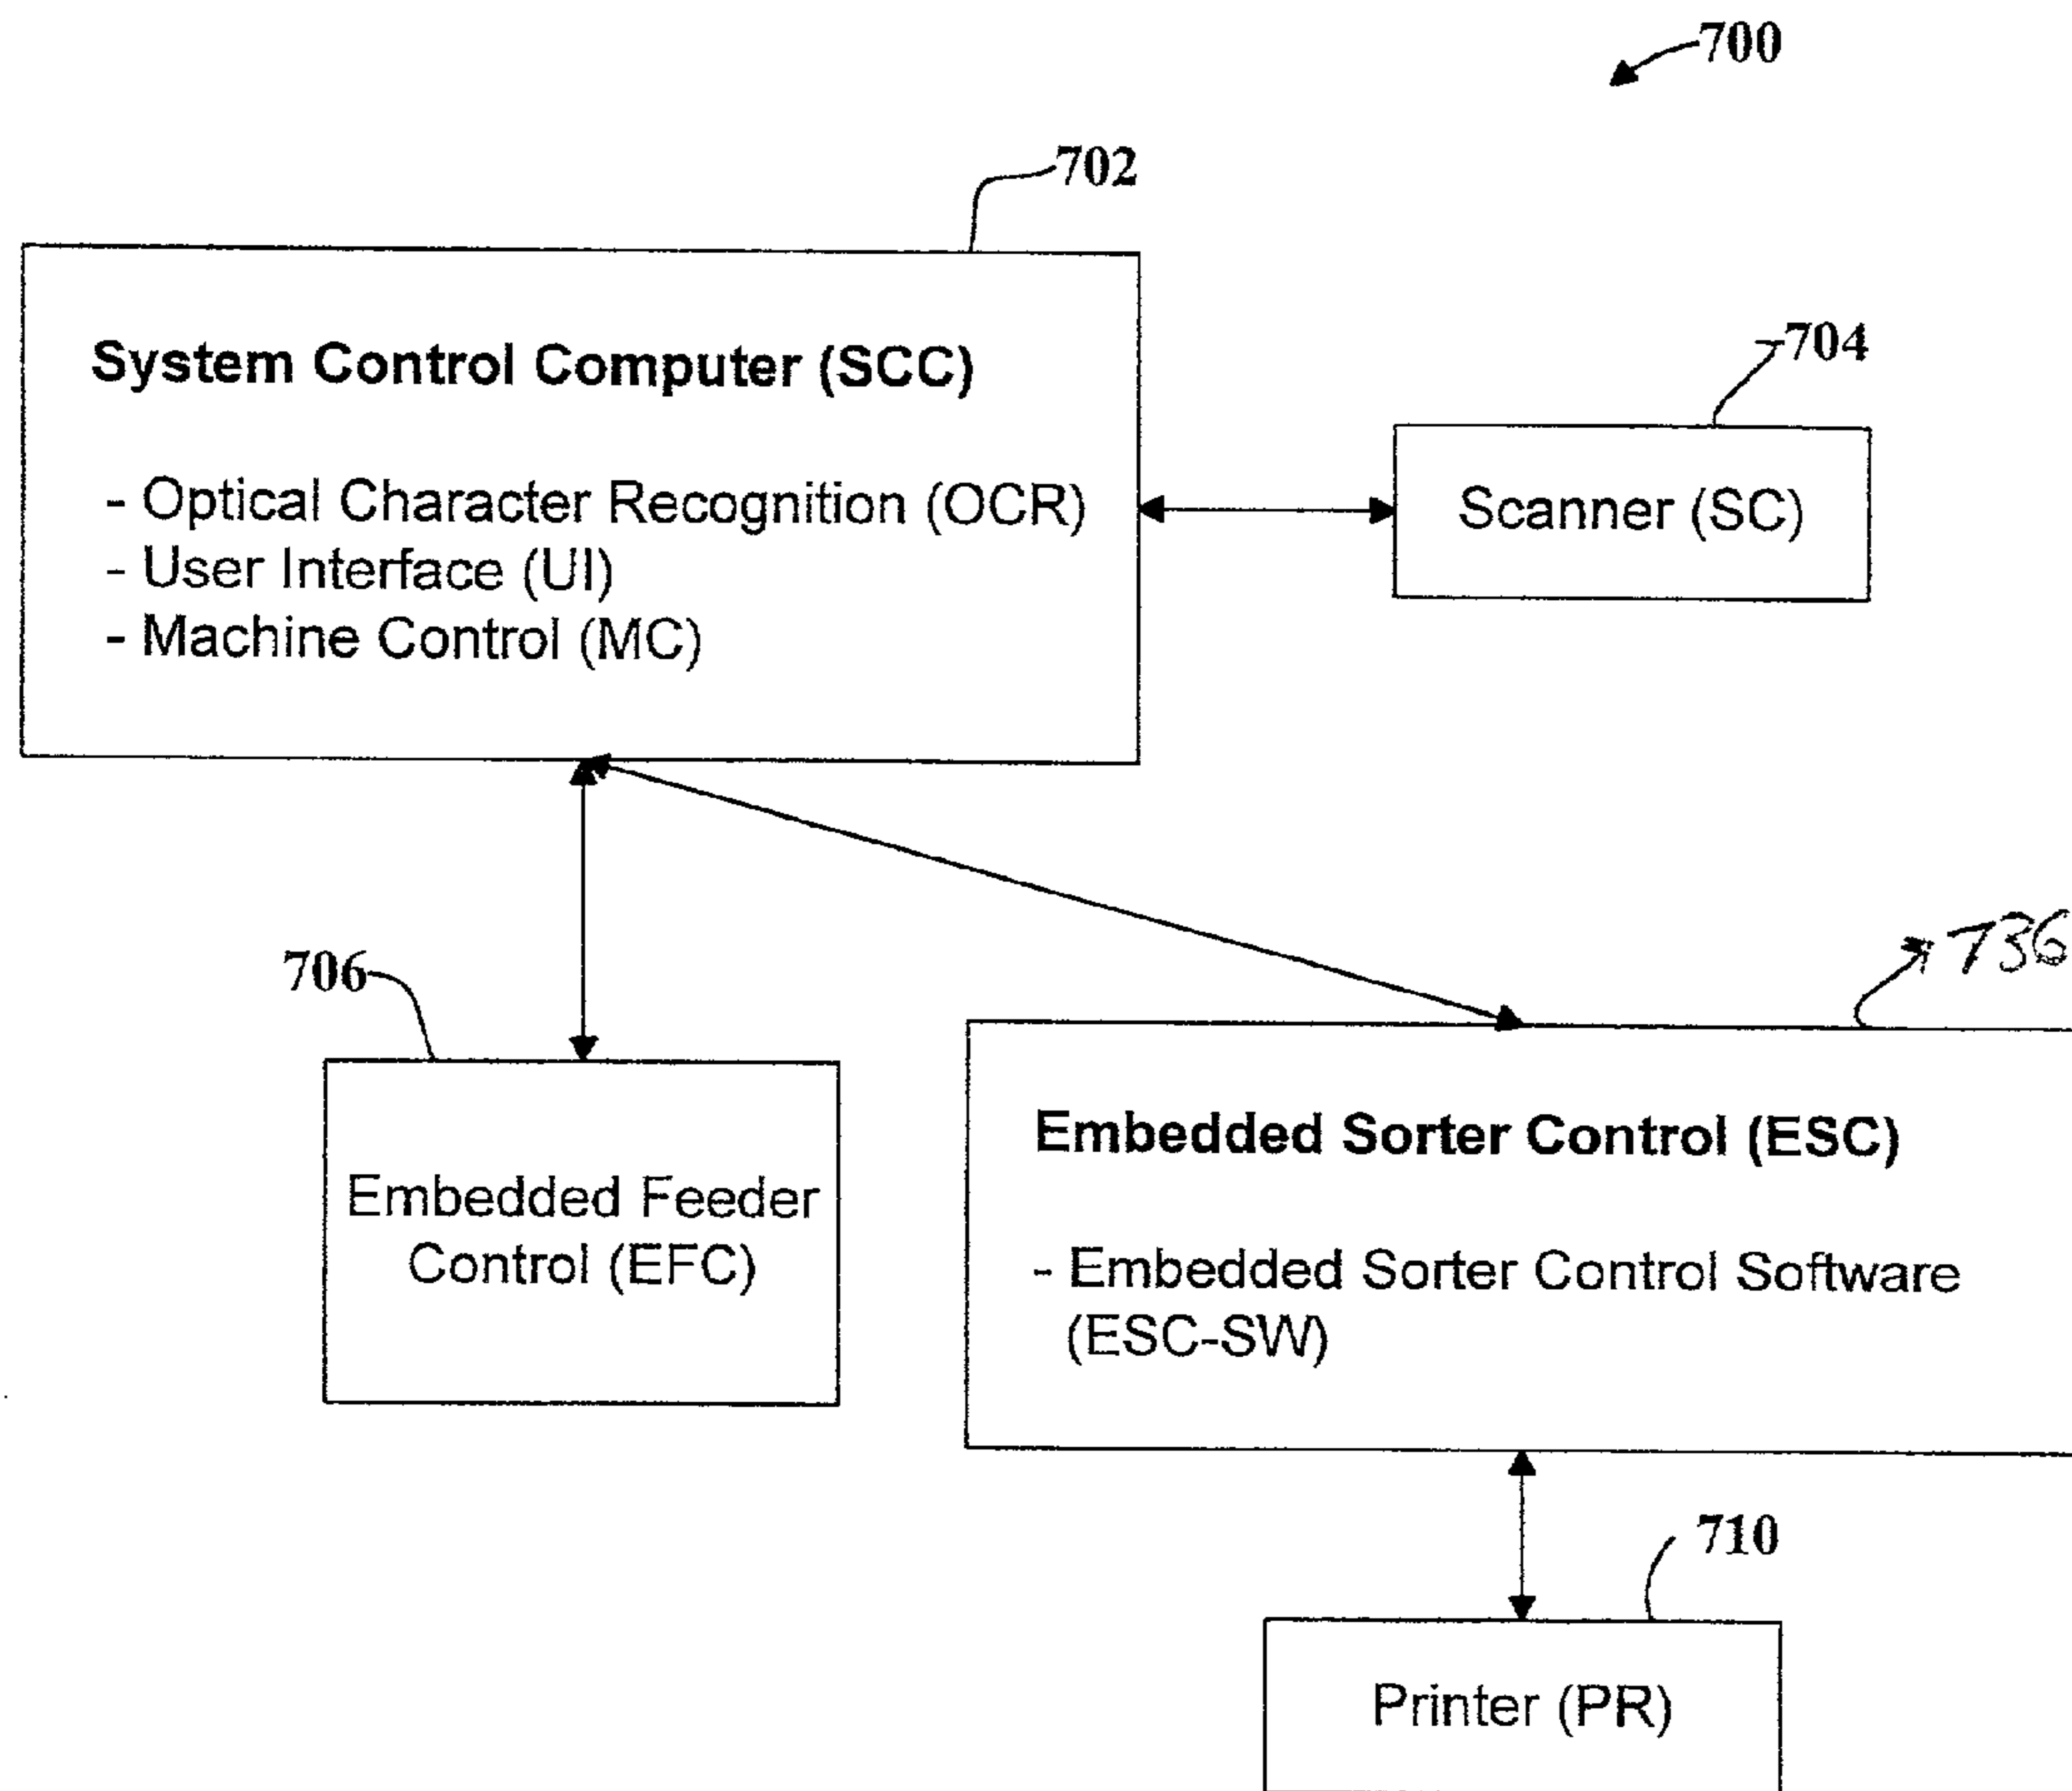 700
702
System Control Computer (SCC)
- Optical Character Recognition (OCR)
- User Interface (UI)
- Machine Control (MC)
704
Scanner (SC)
706
Embedded Feeder
Control (EFC)
736
Embedded Sorter Control (ESC)
- Embedded Sorter Control Software
(ESC-SW)
710
Printer (PR)